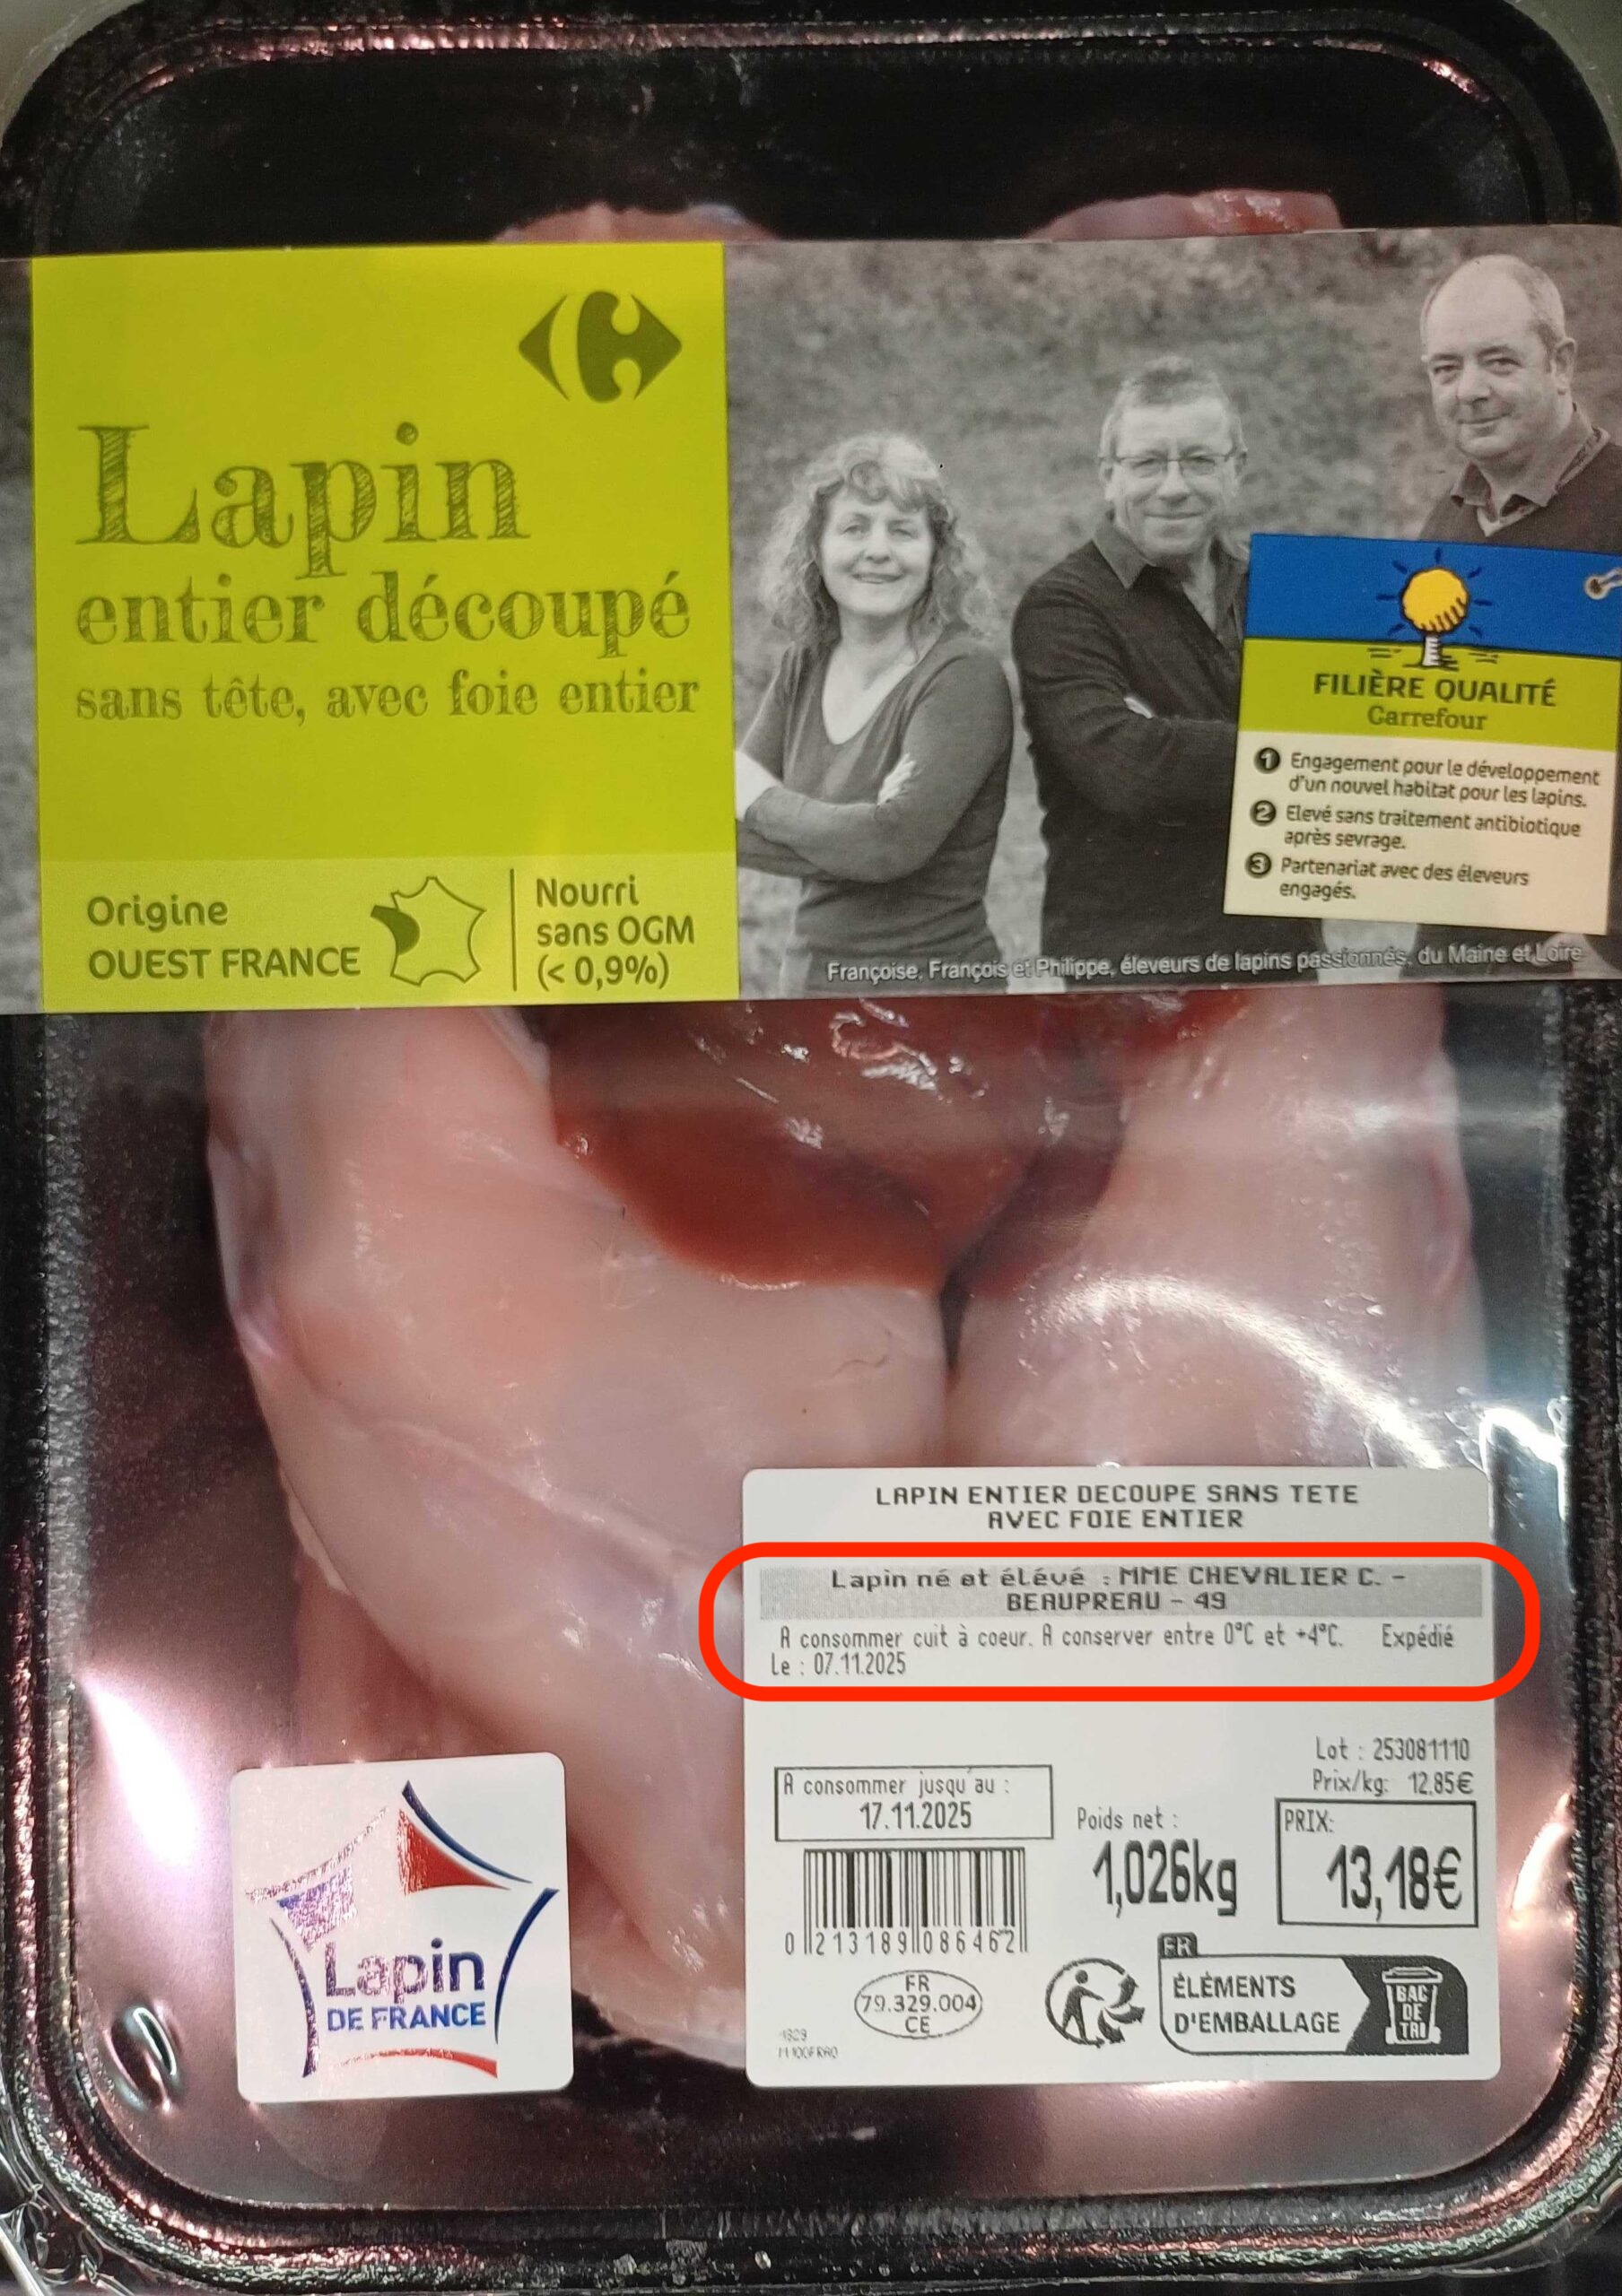 Lapin
entier découpé
sans tête, avec foie entier
Origine
OUEST FRANCE
Nourri
sans OGM
(< 0,9%)
FILIÈRE QUALITÉ
Carrefour
1 Engagement pour le développement
d'un nouvel habitat pour les lapins.
2 Elevé sans traitement antibiotique
après sevrage.
3 Partenariat avec des éleveurs
engagés.
Françoise, François et Philippe, éleveurs de lapins passionnés, du Maine et Loire
LAPIN ENTIER DECOUPE SANS TETE
AVEC FOIE ENTIER
Lapin né et élévé : MME CHEVALIER C. -
BEAUPREAU - 49
A consommer cuit à coeur. A conserver entre 0°C et +4°C. Expédié
le : 07.11.2025
Lot : 253081110
Prix/kg: 12,85€
A consommer jusqu'au :
17.11.2025
Poids net :
1,026kg
PRIX:
13,18€
0 213189 086462
FR
79.329.004
CE
FR
ÉLÉMENTS
D'EMBALLAGE
BAC
DE
TRI
Lapin
DE FRANCE